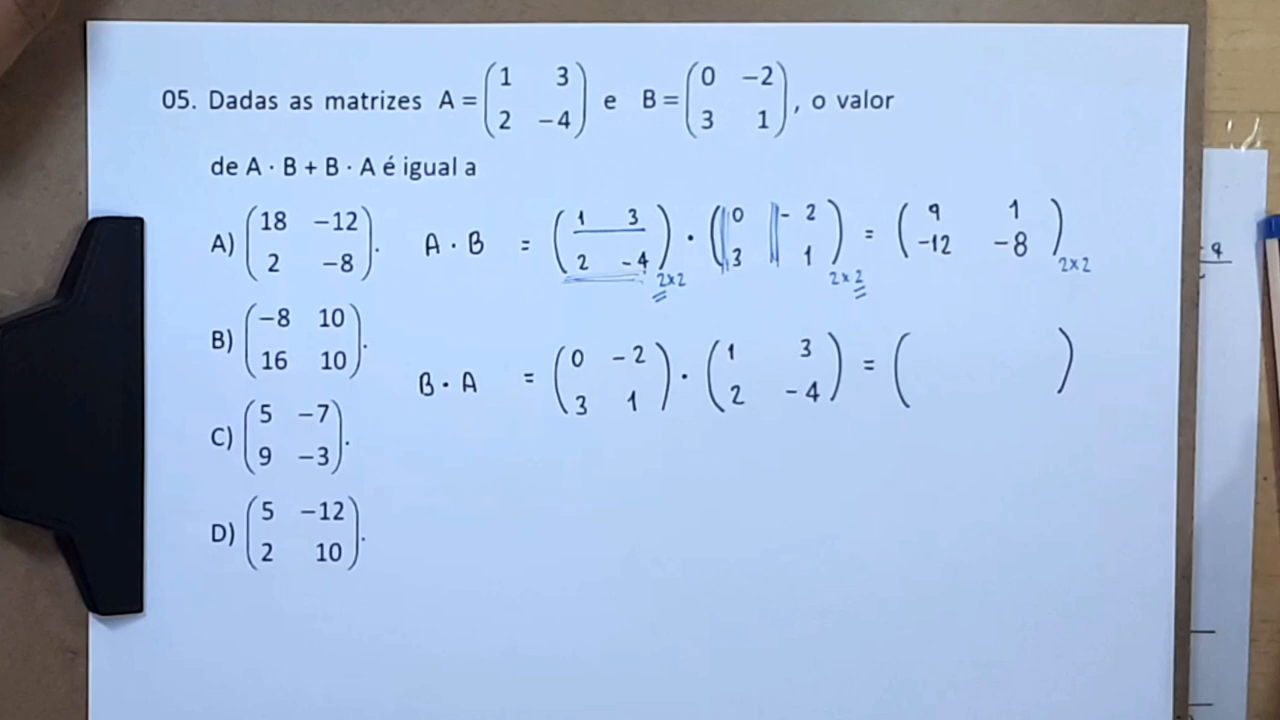 05. Dadas as matrizes A = (1 3 2 −4) e B = (0 −2 3 1), o valor
de A · B + B · A é igual a
A) (18 −12 2 −8).
B) (−8 10 16 10).
C) (5 −7 9 −3).
D) (5 −12 2 10).
A · B = (1 3 2 -4) 2x2 · (0 -2 3 1) 2x2 = (9 1 -12 -8) 2x2
B · A = (0 -2 3 1) · (1 3 2 -4) = ( )
9